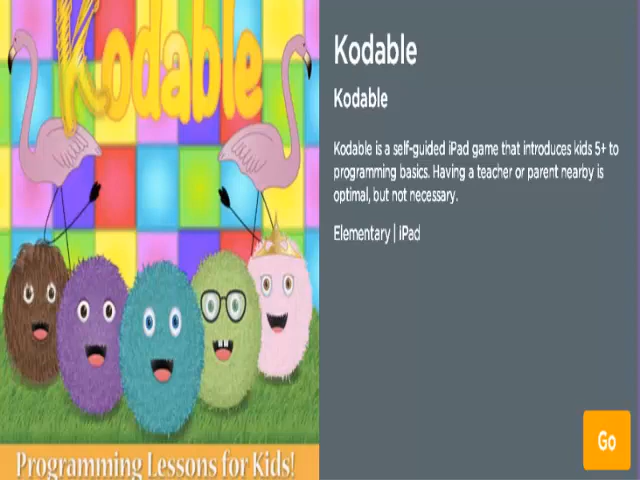 Kodable
Programming Lessons for Kids!
Kodable
Kodable
Kodable is a self-guided iPad game that introduces kids 5+ to
programming basics. Having a teacher or parent nearby is
optimal, but not necessary.
Elementary | iPad
Go